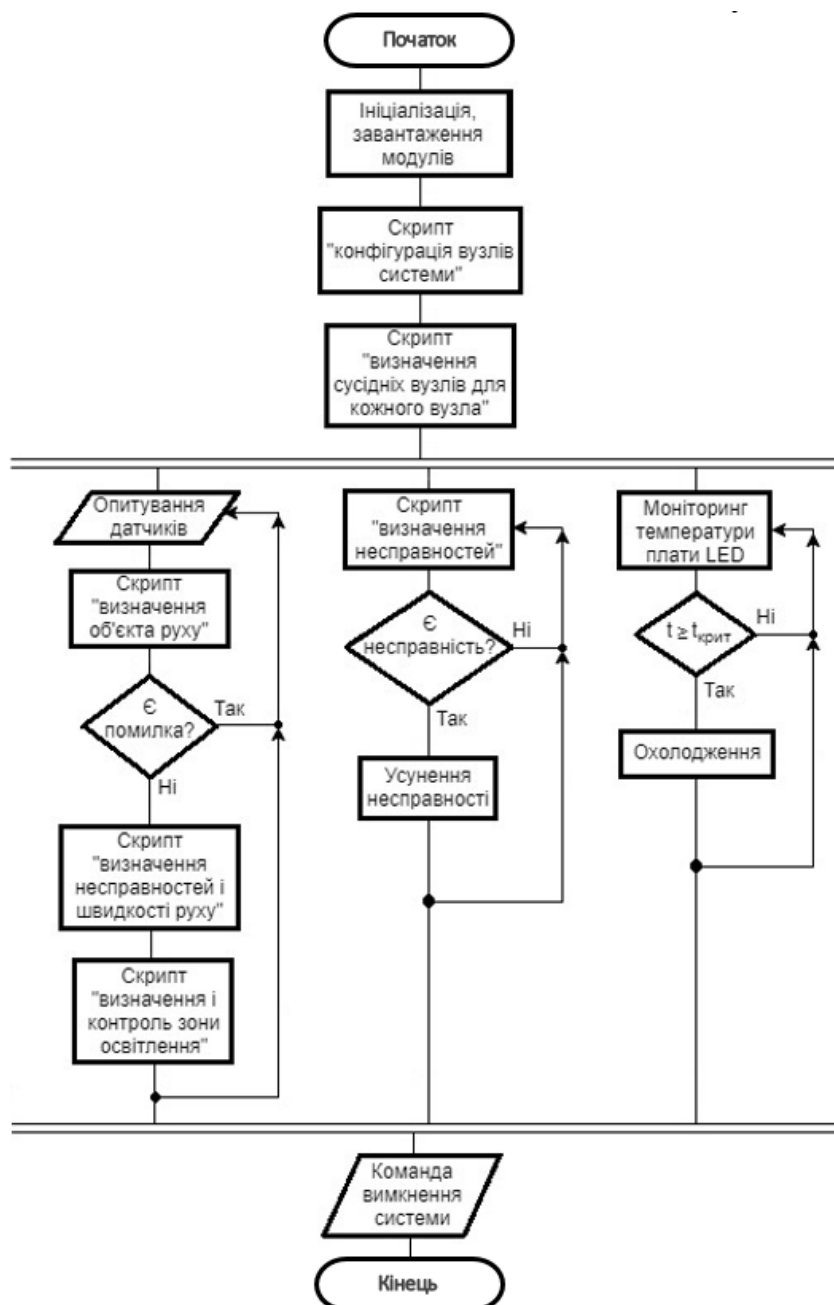 Початок
Ініціалізація,
завантаження
модулів
Скрипт
"конфігурація вузлів
системи"
Скрипт
"визначення
сусідніх вузлів для
кожного вузла"
Опитування
датчиків
Скрипт
"визначення
об'єкта руху"
Є
помилка?
Так
Ні
Скрипт
"визначення
несправностей і
швидкості руху"
Скрипт
"визначення і
контроль зони
освітлення"
Скрипт
"визначення
несправностей"
Є
несправність?
Ні
Так
Усунення
несправності
Моніторинг
температури
плати LED
t ≥ tкрит
Ні
Так
Охолодження
Команда
вимкнення
системи
Кінець